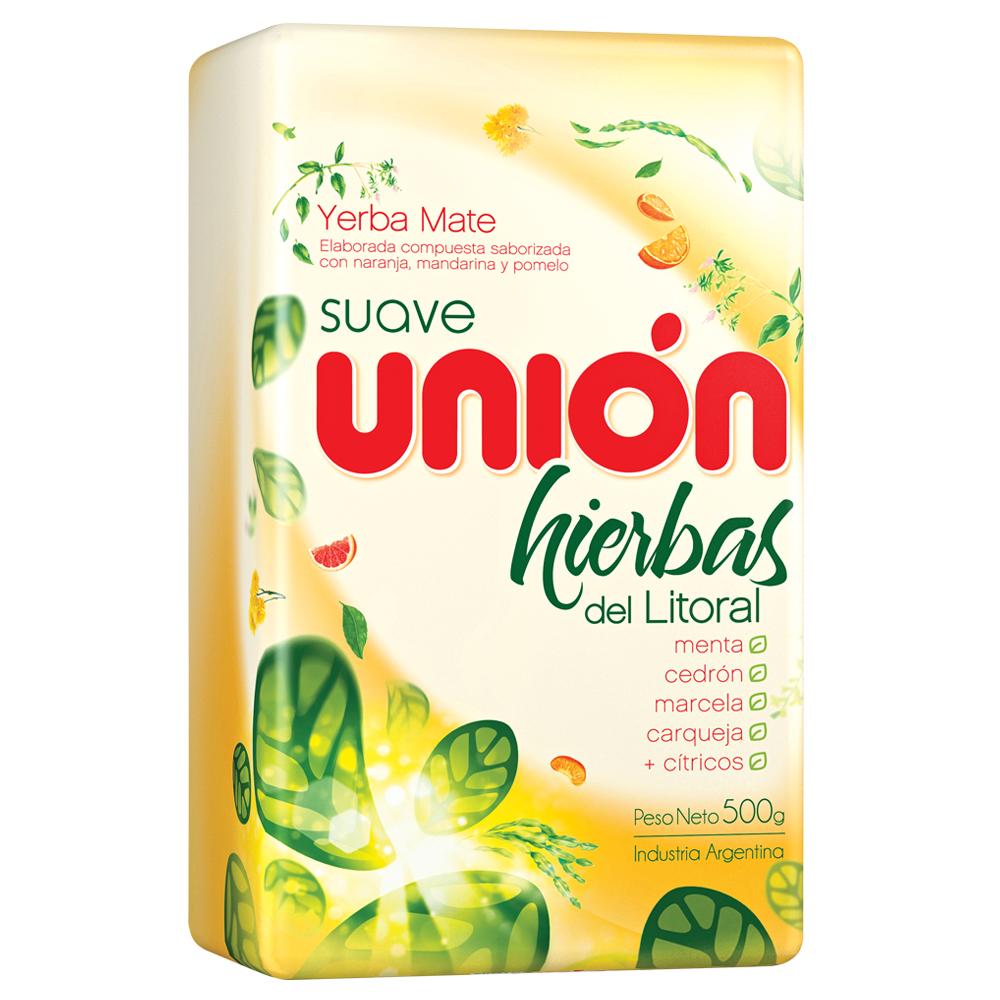 Yerba Mate
Elaborada compuesta saborizada
con naranja, mandarina y pomelo
suave
unión
hierbas
del Litoral
menta
cedrón
marcela
carqueja
+ cítricos
Peso Neto 500g
Industria Argentina